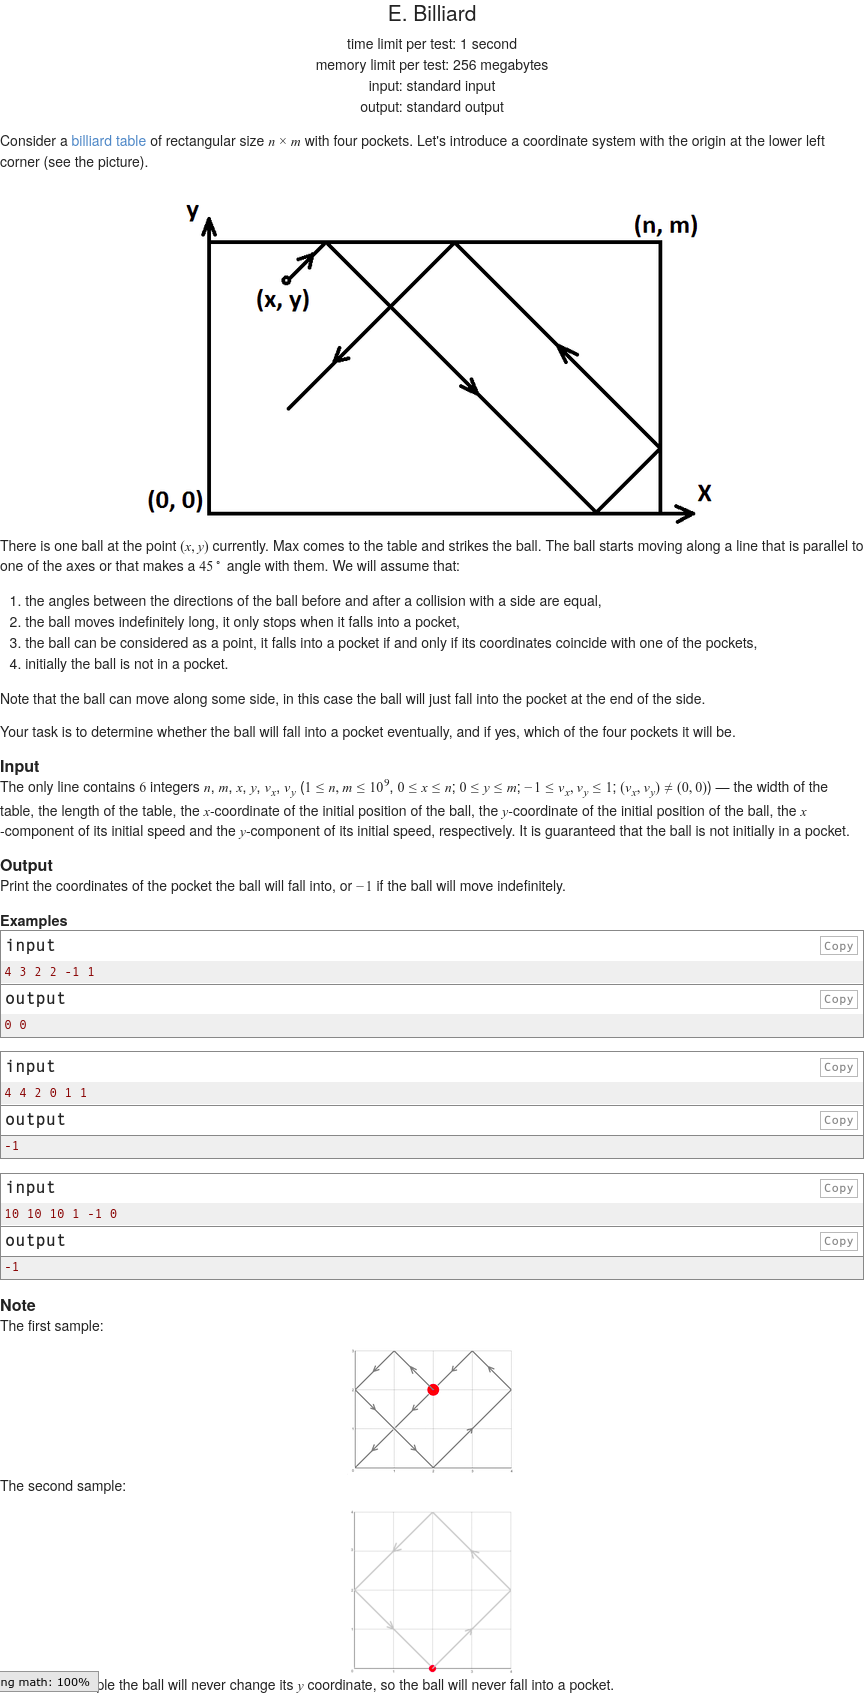 E. Billiard
time limit per test: 1 second
memory limit per test: 256 megabytes
input: standard input
output: standard output
Consider a billiard table of rectangular size n × m with four pockets. Let's introduce a coordinate system with the origin at the lower left
corner (see the picture).
y
(n, m)
(x, y)
(0, 0)
X
There is one ball at the point (x, y) currently. Max comes to the table and strikes the ball. The ball starts moving along a line that is parallel to
one of the axes or that makes a 45° angle with them. We will assume that:
1. the angles between the directions of the ball before and after a collision with a side are equal,
2. the ball moves indefinitely long, it only stops when it falls into a pocket,
3. the ball can be considered as a point, it falls into a pocket if and only if its coordinates coincide with one of the pockets,
4. initially the ball is not in a pocket.
Note that the ball can move along some side, in this case the ball will just fall into the pocket at the end of the side.
Your task is to determine whether the ball will fall into a pocket eventually, and if yes, which of the four pockets it will be.
Input
The only line contains 6 integers n, m, x, y, vx, vy (1 ≤ n, m ≤ 10^9, 0 ≤ x ≤ n; 0 ≤ y ≤ m; −1 ≤ vx, vy ≤ 1; (vx, vy) ≠ (0, 0)) — the width of the
table, the length of the table, the x-coordinate of the initial position of the ball, the y-coordinate of the initial position of the ball, the x
-component of its initial speed and the y-component of its initial speed, respectively. It is guaranteed that the ball is not initially in a pocket.
Output
Print the coordinates of the pocket the ball will fall into, or −1 if the ball will move indefinitely.
Examples
input
Copy
4 3 2 2 -1 1
output
Copy
0 0
input
Copy
4 4 2 0 1 1
output
Copy
-1
input
Copy
10 10 10 1 -1 0
output
Copy
-1
Note
The first sample:
The second sample:
ng math: 100%
ple the ball will never change its y coordinate, so the ball will never fall into a pocket.